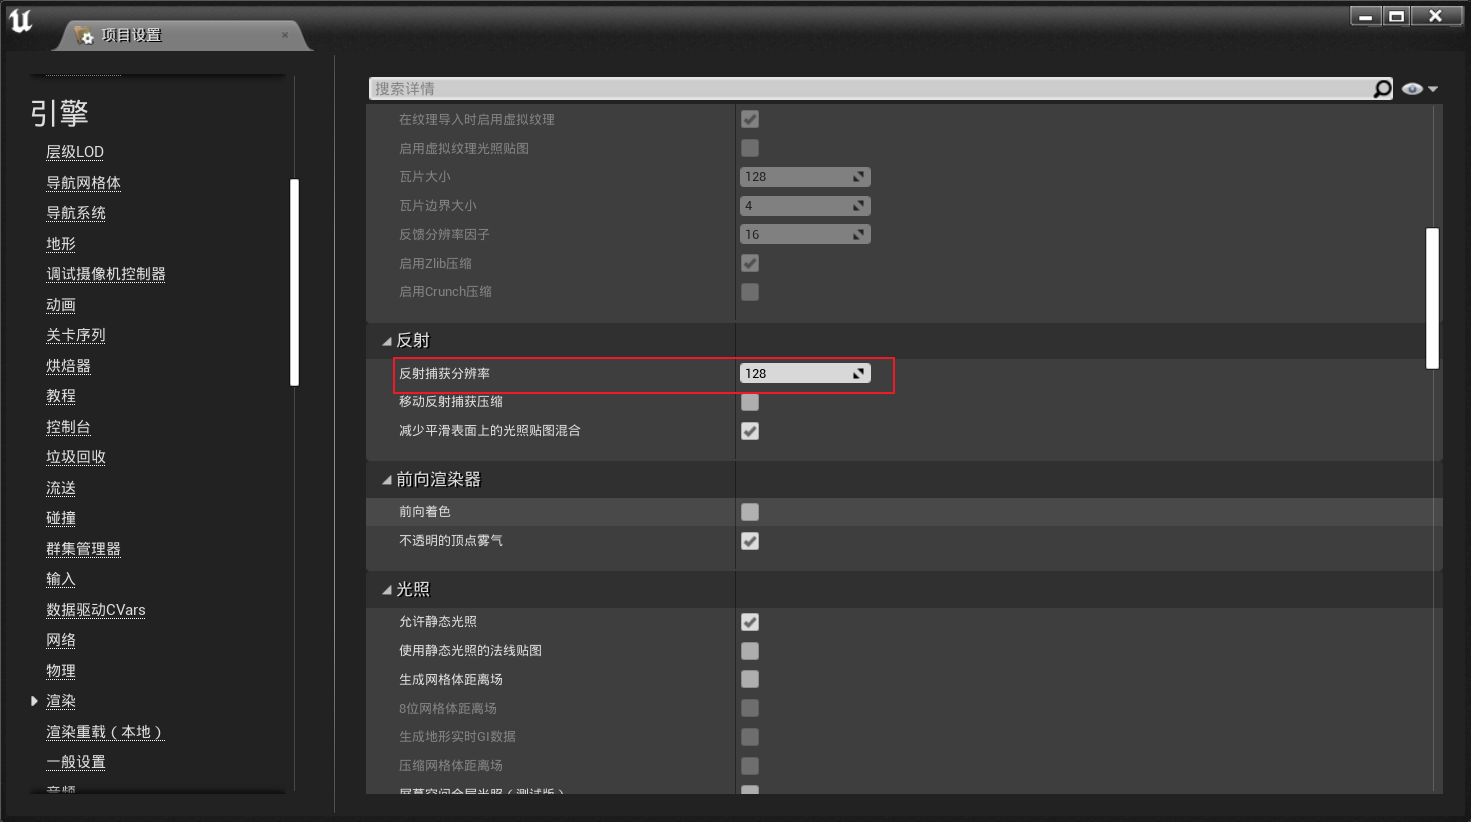 项目设置
引擎
层级LOD
导航网格体
导航系统
地形
调试摄像机控制器
动画
关卡序列
烘焙器
教程
控制台
垃圾回收
流送
碰撞
群集管理器
输入
数据驱动CVars
网络
物理
渲染
渲染重载（本地）
一般设置
音频
搜索详情
在纹理导入时启用虚拟纹理
启用虚拟纹理光照贴图
瓦片大小 128
瓦片边界大小 4
反馈分辨率因子 16
启用Zlib压缩
启用Crunch压缩
反射
反射捕获分辨率 128
移动反射捕获压缩
减少平滑表面上的光照贴图混合
前向渲染器
前向着色
不透明的顶点雾气
光照
允许静态光照
使用静态光照的法线贴图
生成网格体距离场
8位网格体距离场
生成地形实时GI数据
压缩网格体距离场
屏幕空间全局光照（测试版）